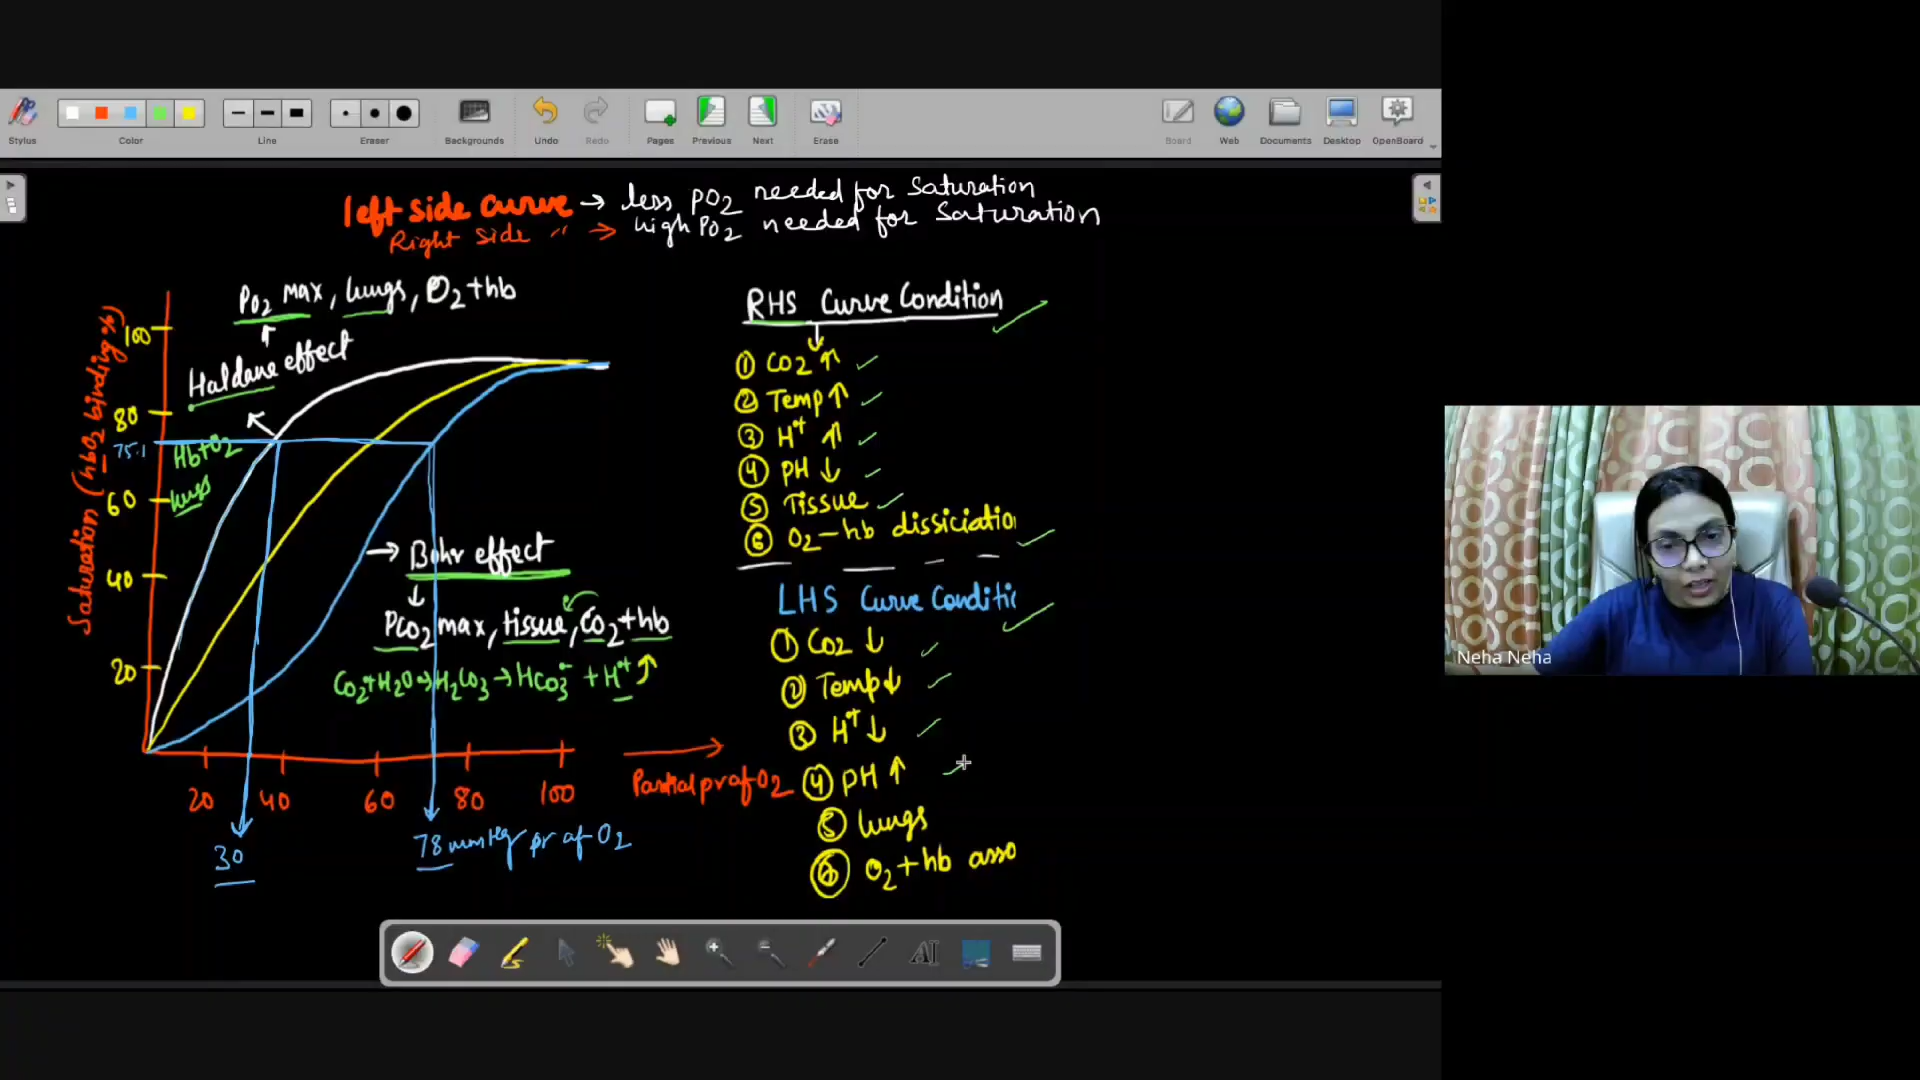 Stylus
Color
Line
Eraser
Backgrounds
Undo
Redo
Pages
Previous
Next
Erase
Board
Web
Documents
Desktop
OpenBoard
left side curve → less pO2 needed for Saturation
Right side " → high PO2 needed for Saturation
PO2 max, lungs, O2+hb
Haldane effect
Saturation (hbO2 binding%)
100
80
75.1
60
40
20
Hb+O2
lungs
→ Bohr effect
PCO2 max, tissue, CO2+hb
CO2+H2O→H2CO3→HCO3- + H+↑
20 40 60 80 100
Partial pr of O2
30
78 mmHg pr of O2
RHS Curve Condition
① CO2 ↑
② Temp ↑
③ H+ ↑
④ PH ↓
⑤ Tissue
⑥ O2-hb dissiciation
LHS Curve Conditi
① CO2 ↓
② Temp ↓
③ H+ ↓
④ PH ↑
⑤ lungs
⑥ O2+hb asso
Neha Neha